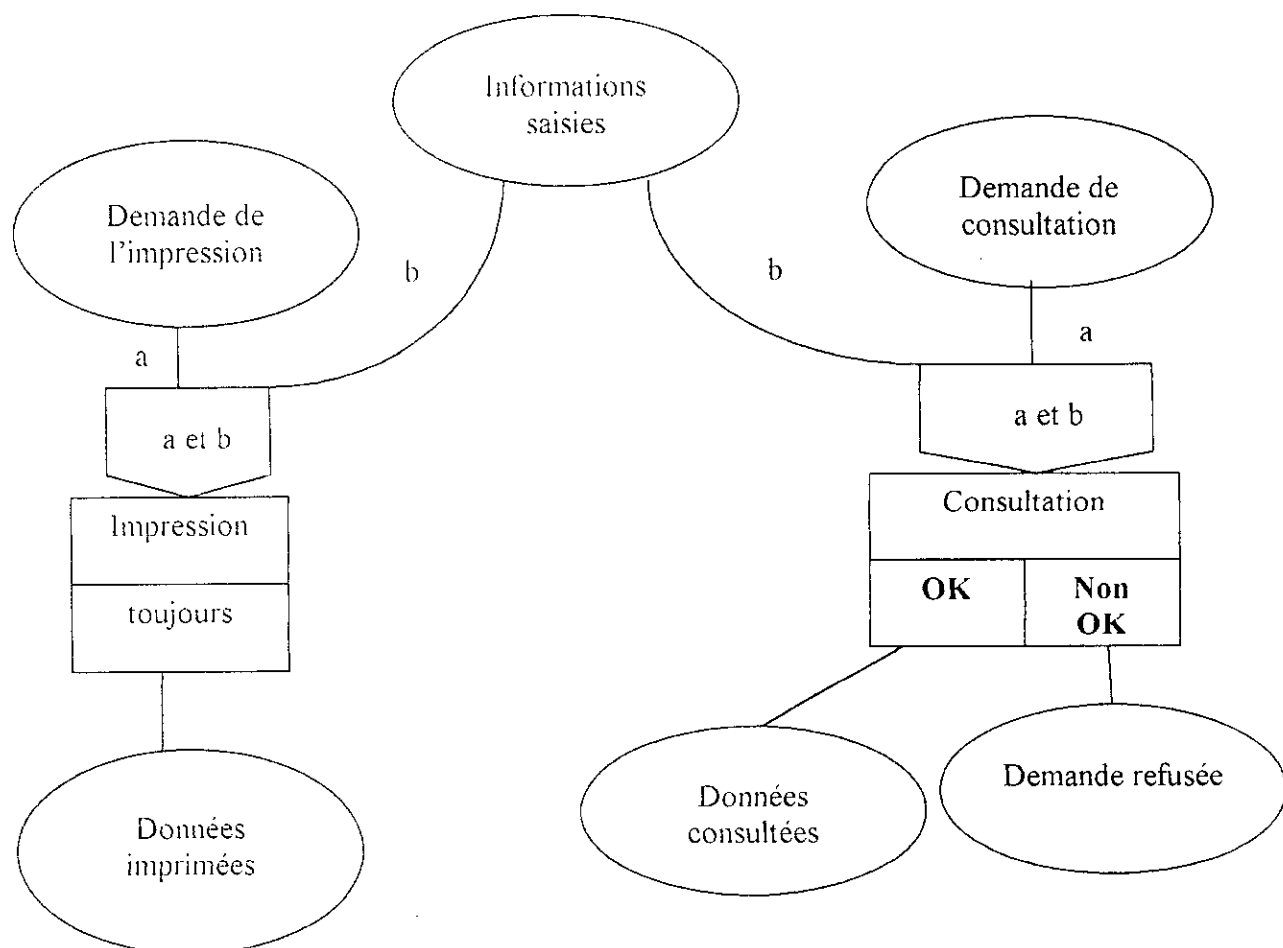 Informations
saisies
Demande de
l'impression
Demande de
consultation
b
b
a
a
a et b
a et b
Impression
toujours
Consultation
OK
Non
OK
Données
imprimées
Données
consultées
Demande refusée